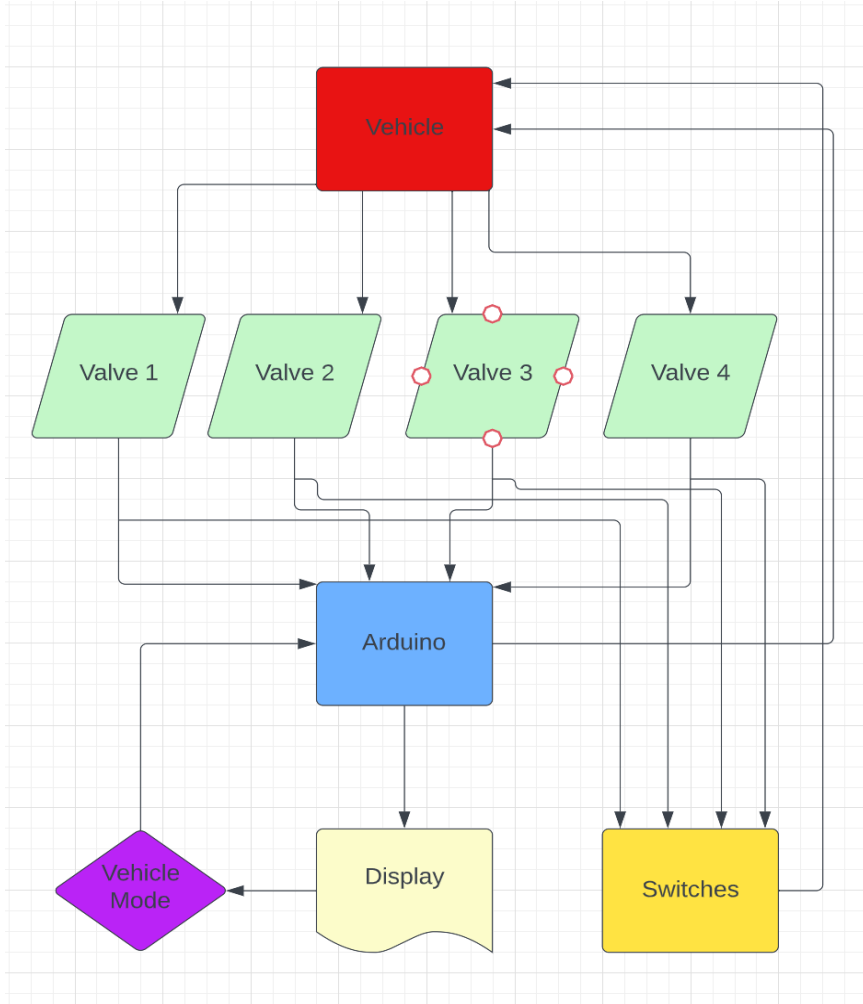 Vehicle
Valve 1
Valve 2
Valve 3
Valve 4
Arduino
Vehicle
Mode
Display
Switches